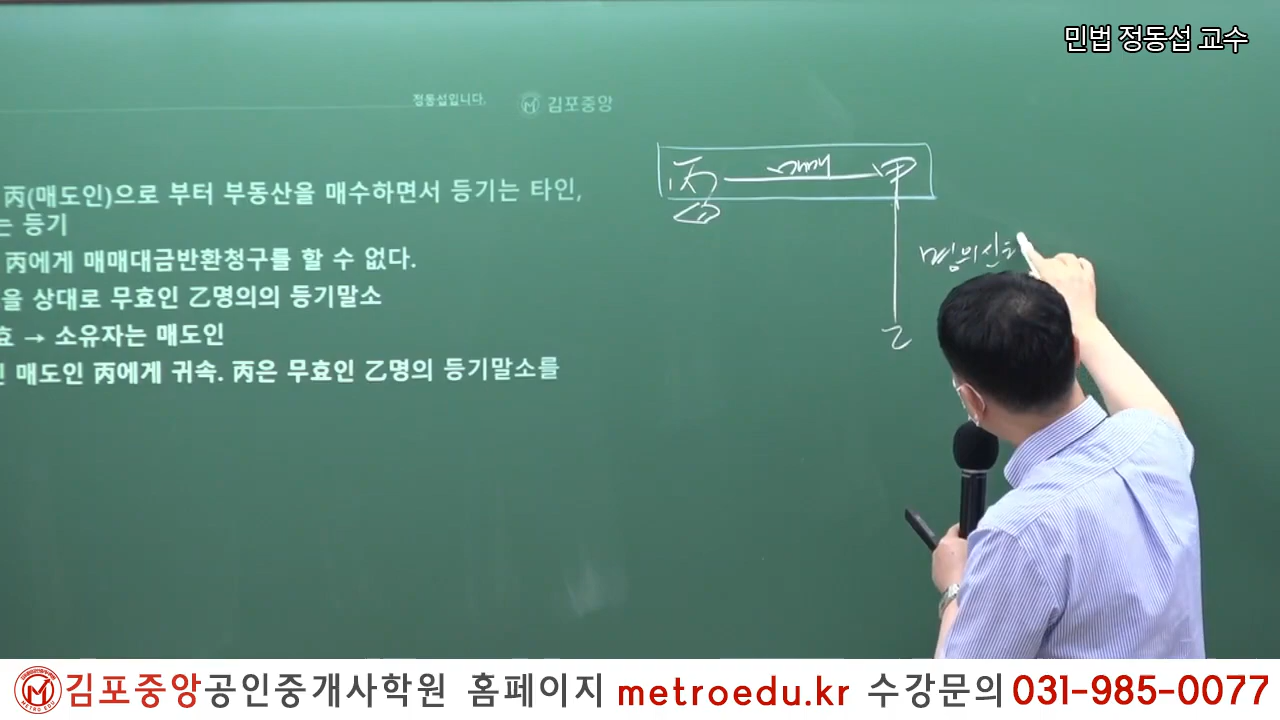 민법 정동섭 교수
정동섭입니다. 김포중앙
丙(매도인)으로 부터 부동산을 매수하면서 등기는 타인,
는 등기
丙에게 매매대금반환청구를 할 수 없다.
을 상대로 무효인 乙명의의 등기말소
효 → 소유자는 매도인
매도인 丙에게 귀속. 丙은 무효인 乙명의 등기말소를
丙 매매 甲
명의신탁
乙
김포중앙공인중개사학원 홈페이지 metroedu.kr 수강문의 031-985-0077
METRO EDU